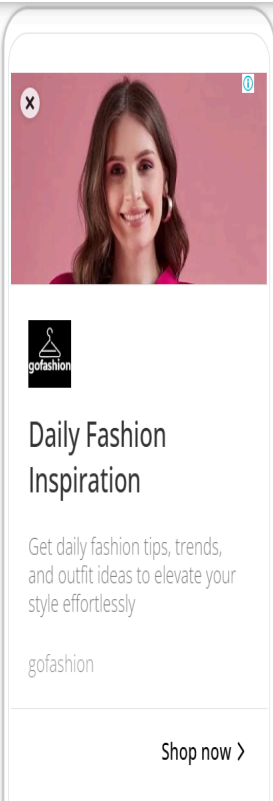 gofashion
Daily Fashion
Inspiration
Get daily fashion tips, trends,
and outfit ideas to elevate your
style effortlessly
gofashion
Shop now